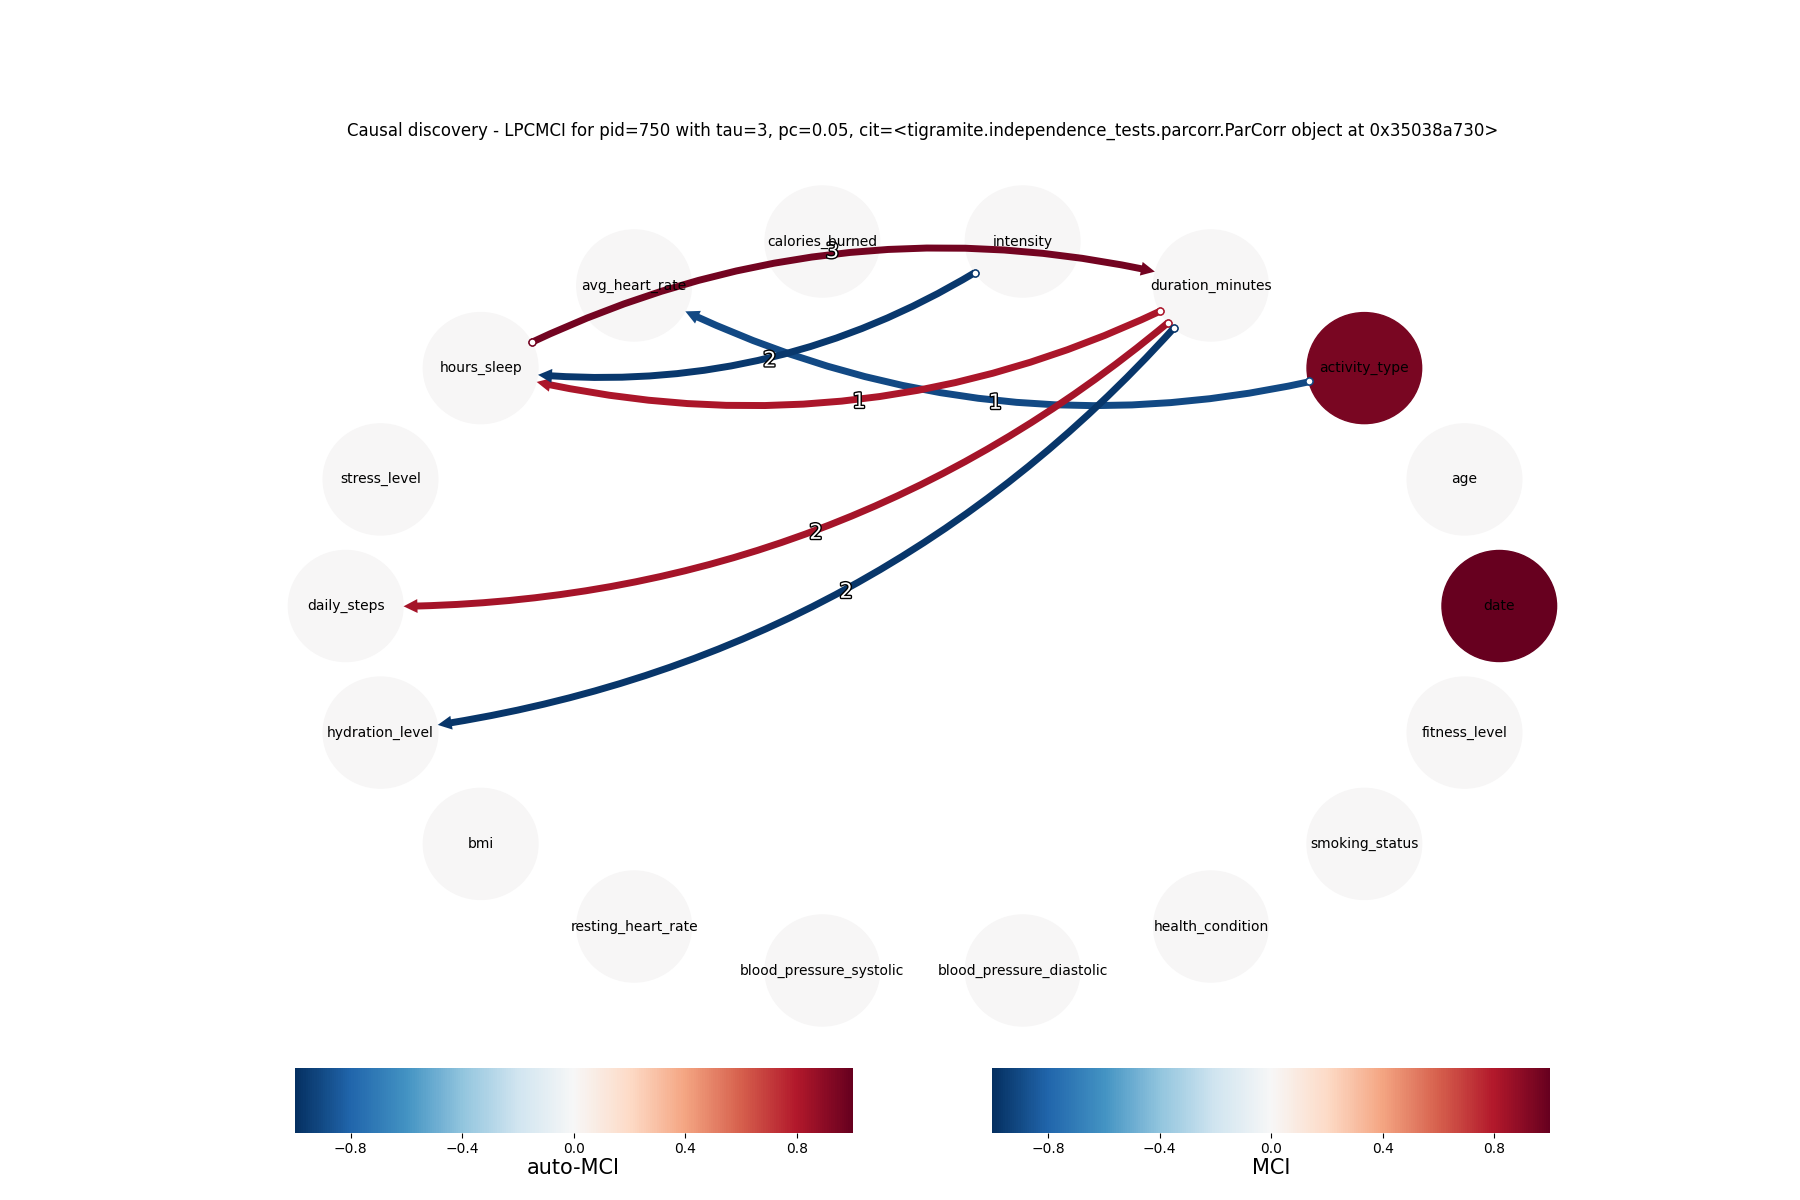 Causal discovery - LPCMCI for pid=750 with tau=3, pc=0.05, cit=<tigramite.independence_tests.parcorr.ParCorr object at 0x35038a730>
calories_burned
intensity
3
avg_heart_rate
duration_minutes
hours_sleep
2
activity_type
1
1
stress_level
age
2
2
daily_steps
date
hydration_level
fitness_level
bmi
smoking_status
resting_heart_rate
health_condition
blood_pressure_systolic
blood_pressure_diastolic
−0.8 −0.4 0.0 0.4 0.8
auto-MCI
−0.8 −0.4 0.0 0.4 0.8
MCI